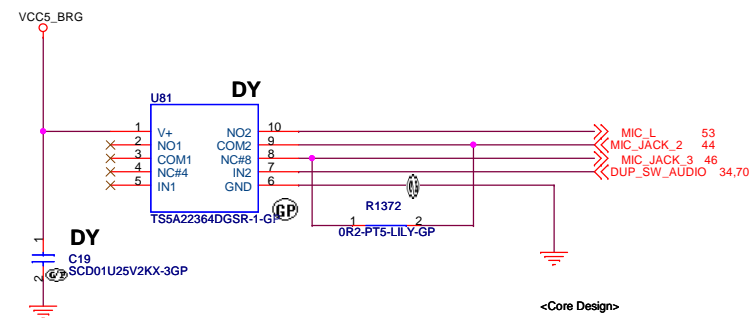 VCC5_BRG
DY
U81
1 V+ NO2 10 MIC_L 53
2 NO1 COM2 9 MIC_JACK_2 44
3 COM1 NC#8 8 MIC_JACK_3 46
4 NC#4 IN2 7 DUP_SW_AUDIO 34,70
5 IN1 GND 6
R1372
TS5A22364DGSR-1-GP
GP
1 2
0R2-PT5-LILY-GP
1
DY
C19
SCD01U25V2KX-3GP
2
<Core Design>